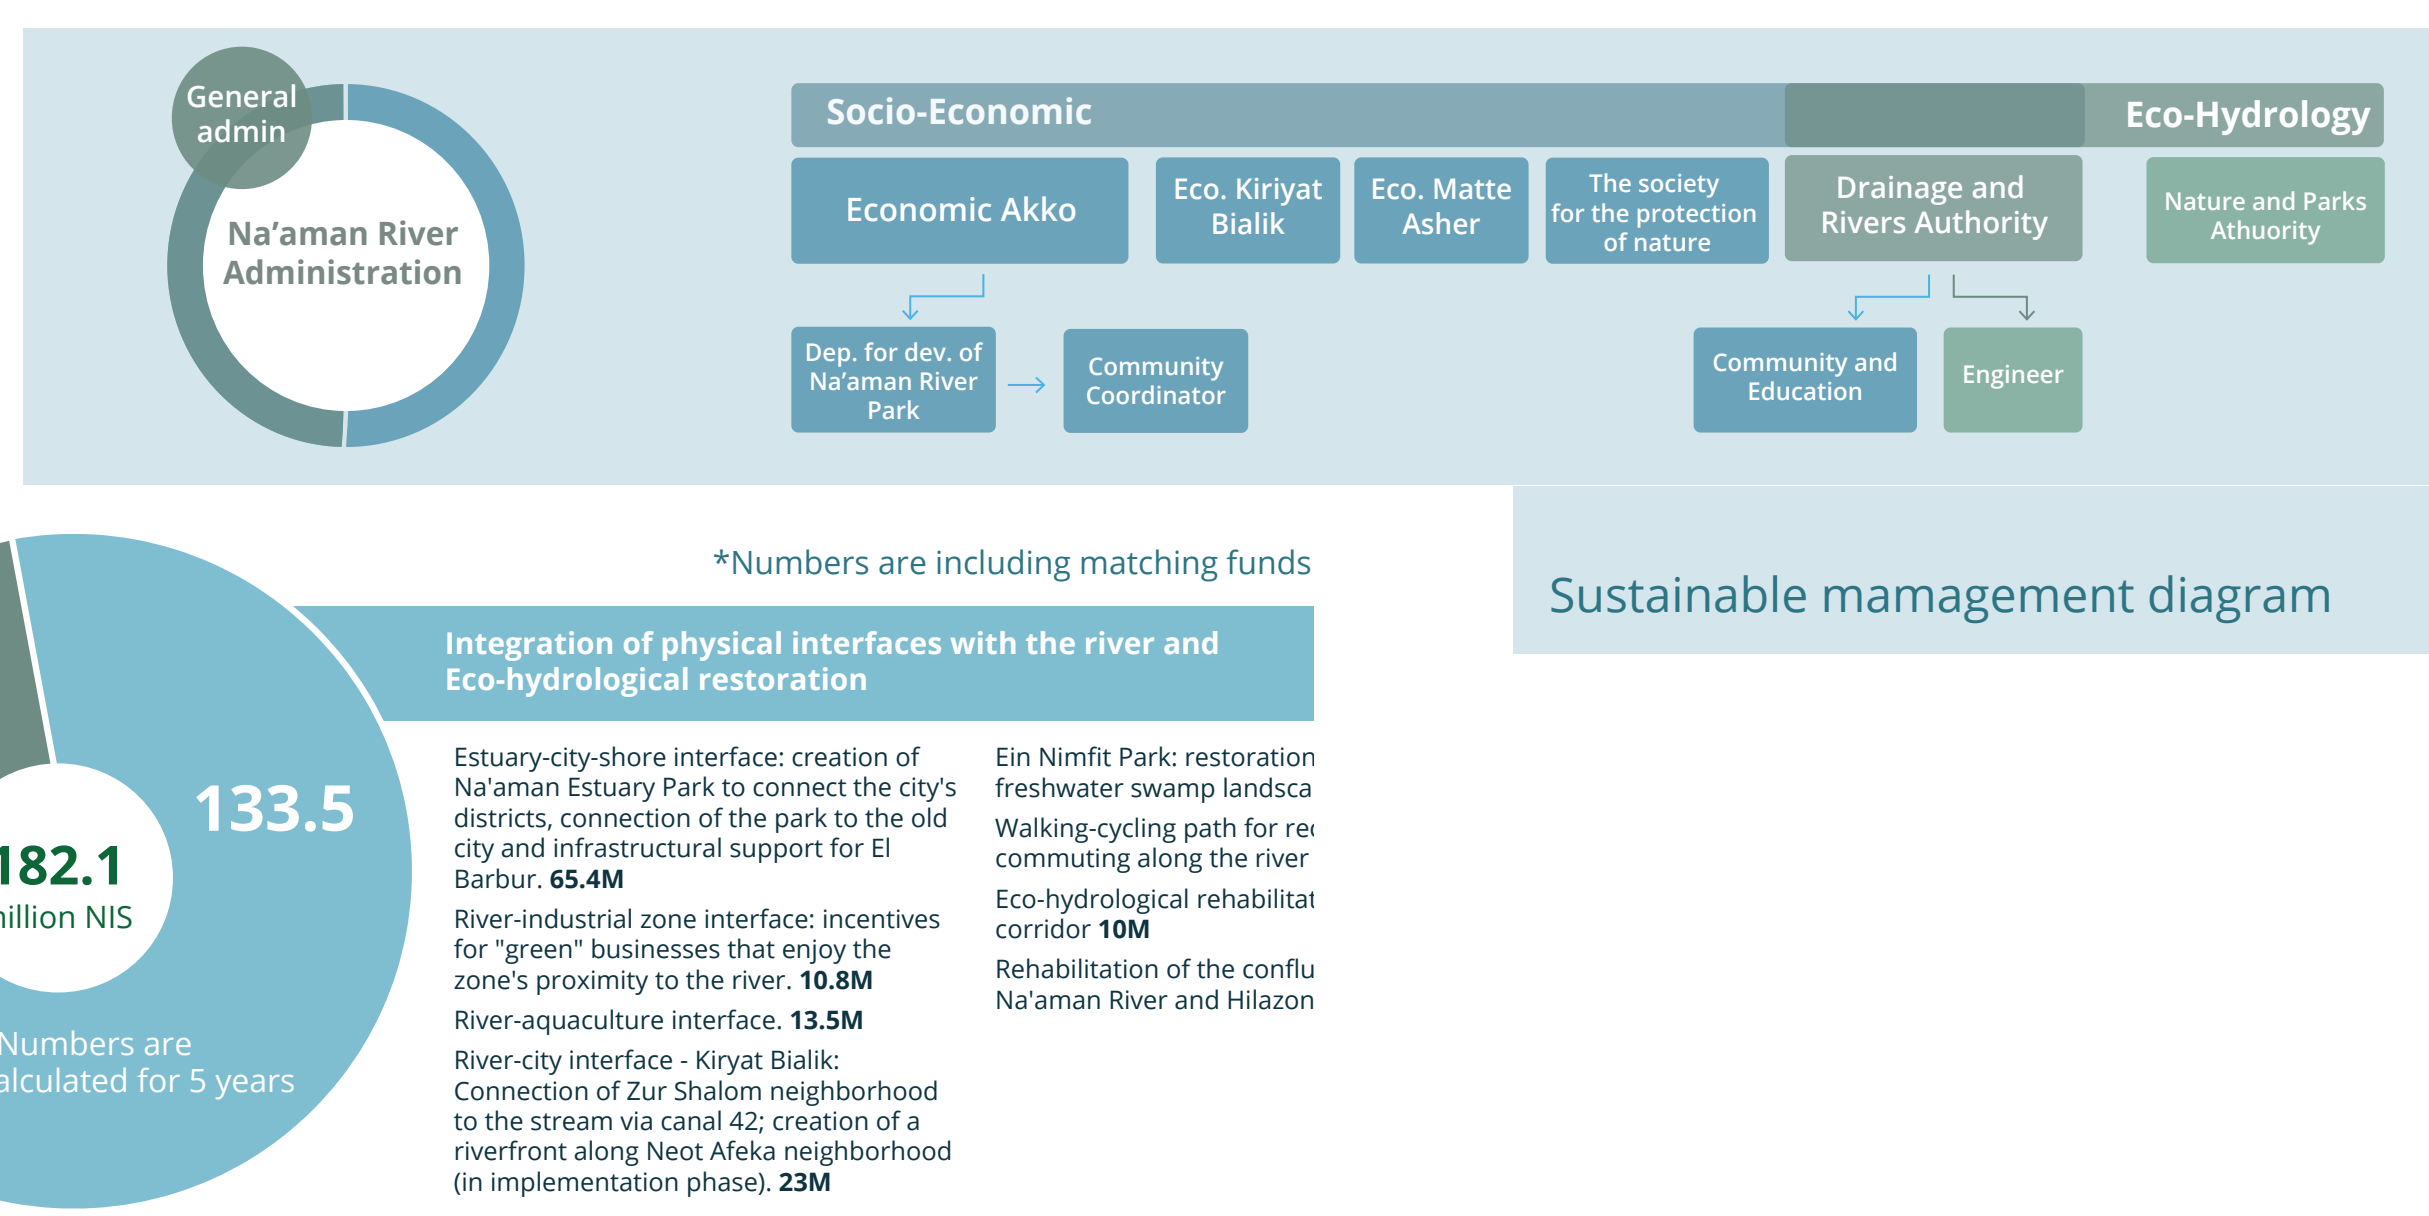 General
admin
Na’aman River
Administration
Socio-Economic
Eco-Hydrology
Economic Akko
Eco. Kiriyat
Bialik
Eco. Matte
Asher
The society
for the protection
of nature
Drainage and
Rivers Authority
Nature and Parks
Athuority
Dep. for dev. of
Na’aman River
Park
Community
Coordinator
Community and
Education
Engineer
Sustainable mamagement diagram
*Numbers are including matching funds
Integration of physical interfaces with the river and
Eco-hydrological restoration
133.5
182.1
million NIS
Numbers are
calculated for 5 years
Estuary-city-shore interface: creation of
Na'aman Estuary Park to connect the city's
districts, connection of the park to the old
city and infrastructural support for El
Barbur. 65.4M
River-industrial zone interface: incentives
for "green" businesses that enjoy the
zone's proximity to the river. 10.8M
River-aquaculture interface. 13.5M
River-city interface - Kiryat Bialik:
Connection of Zur Shalom neighborhood
to the stream via canal 42; creation of a
riverfront along Neot Afeka neighborhood
(in implementation phase). 23M
Ein Nimfit Park: restoration
freshwater swamp
Walking-cycling path for
commuting along the river
Eco-hydrological
corridor 10M
Rehabilitation of the
Na'aman River and Hilazon